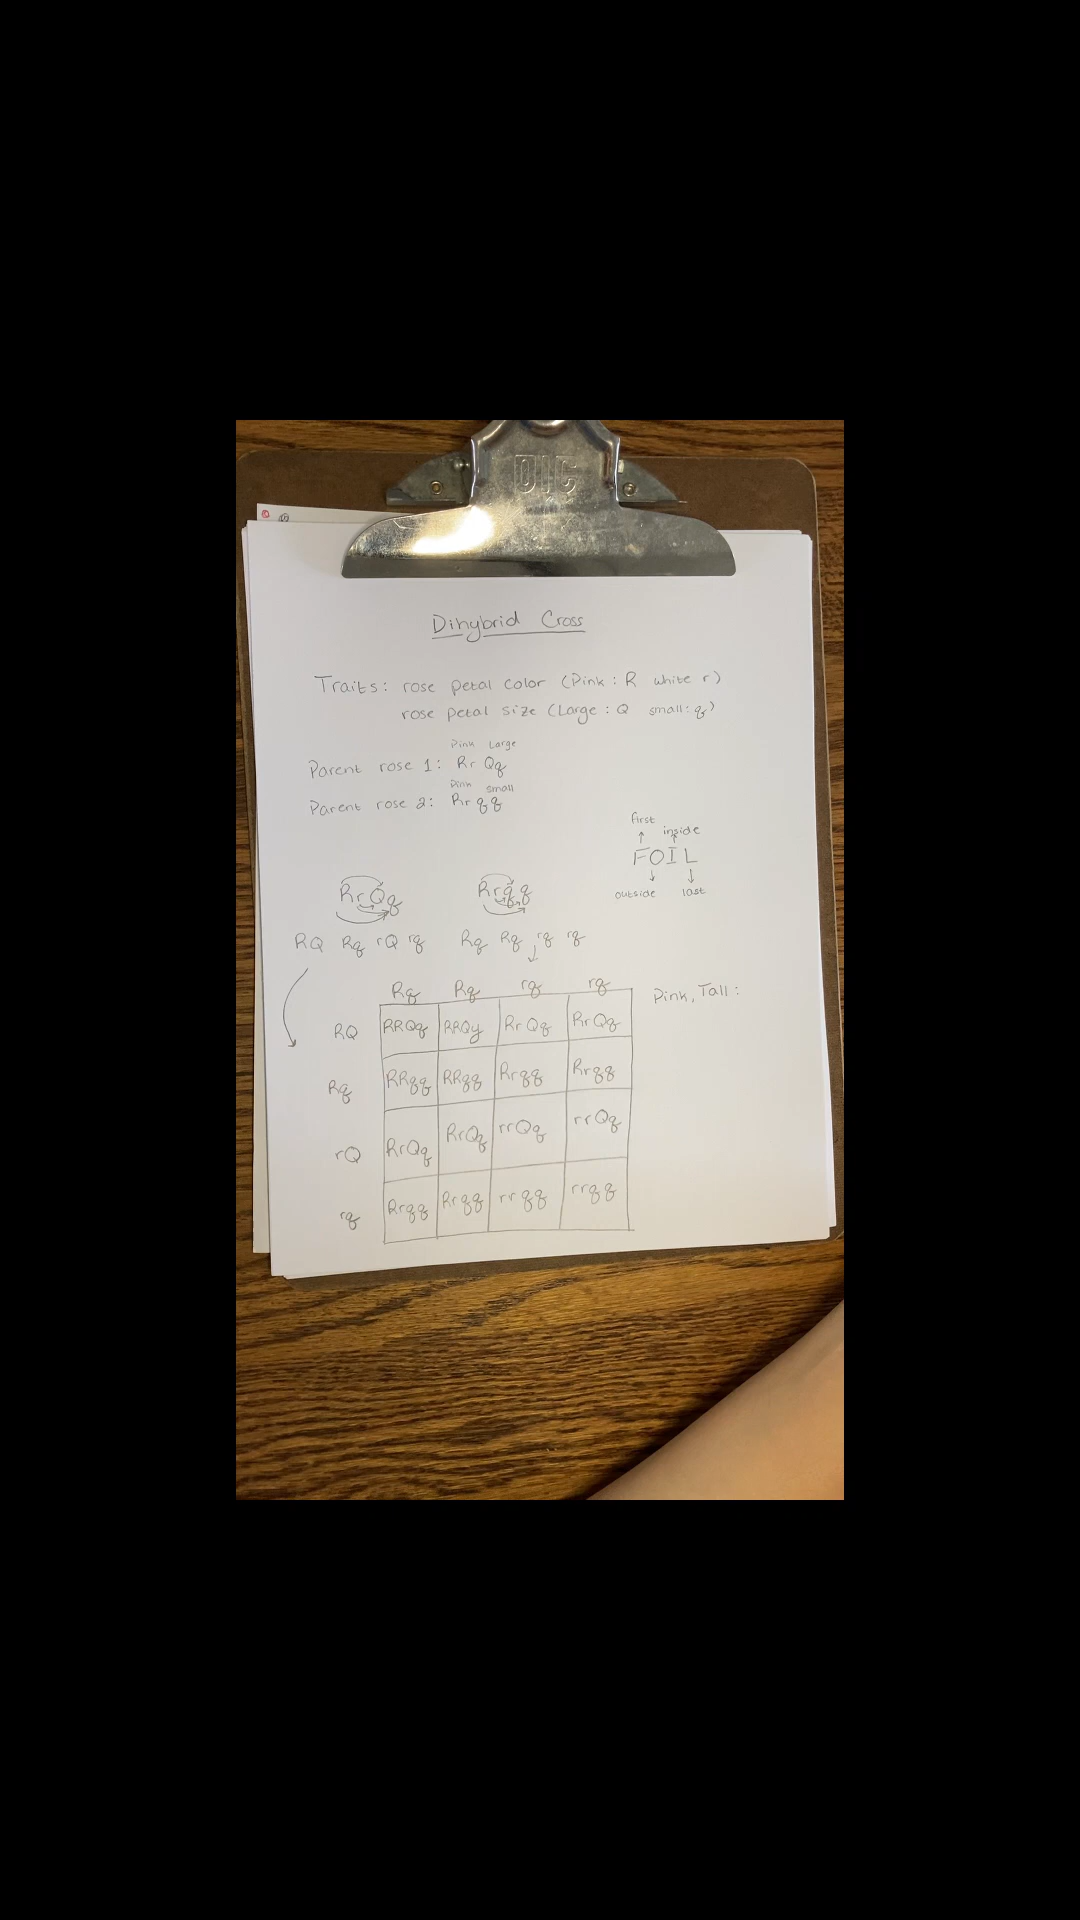 OIC
Dihybrid Cross
Traits: rose petal color (Pink: R white r)
rose petal size (Large: Q small: q)
Pink Large
Parent rose 1: Rr Qq
Pink small
Parent rose 2: Rr qq
first
inside
FOIL
outside last
RrQq Rrqq
RQ Rq rQ rq Rq Rq rq rq
Rq Rq rq rq
Pink, Tall:
RQ RRQq RRQy RrQq RrQq
Rq RRqq RRqq Rrqq Rrqq
rQ RrQq RrQq rrQq rrQq
rq Rrqq Rrqq rrqq rrqq